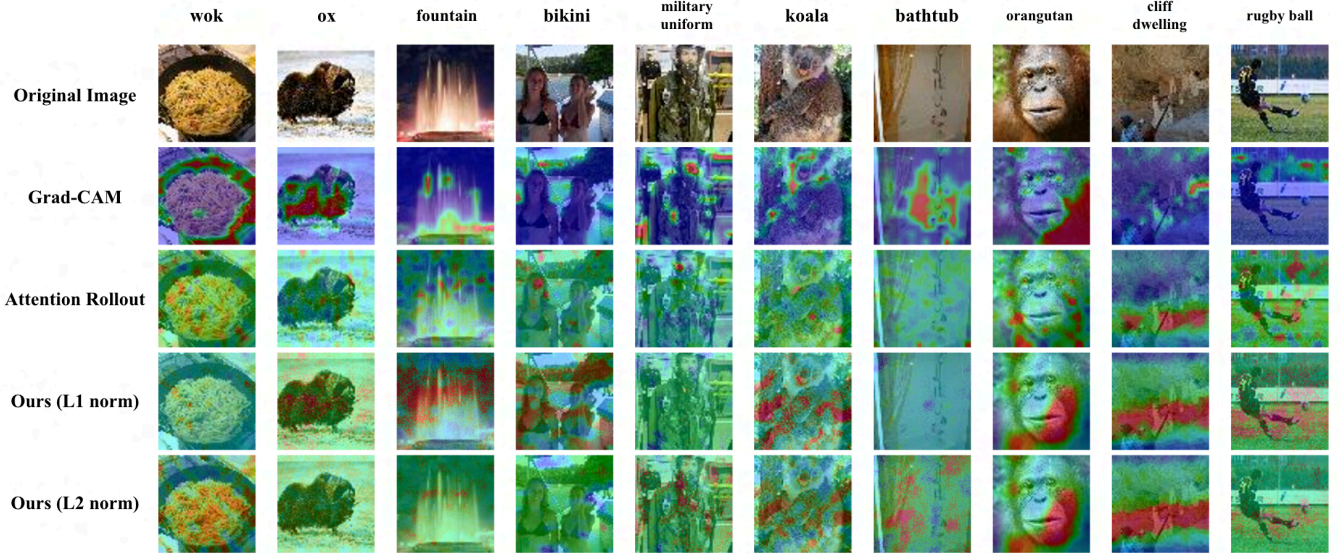 wok
ox
fountain
bikini
military
uniform
koala
bathtub
orangutan
cliff
dwelling
rugby ball
Original Image
Grad-CAM
Attention Rollout
Ours (L1 norm)
Ours (L2 norm)